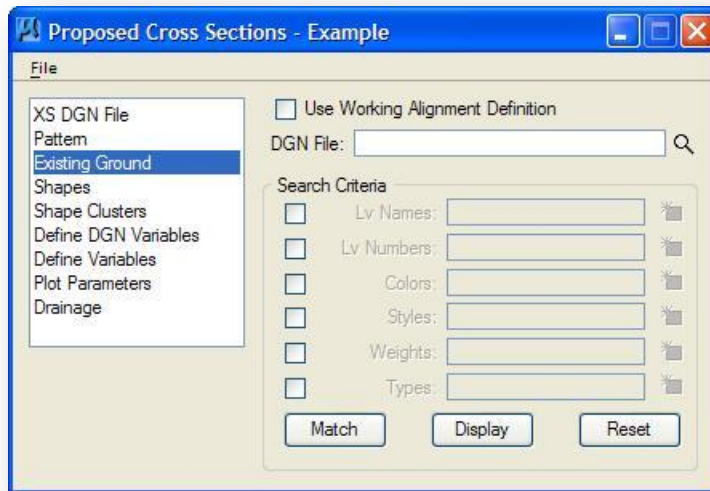 Proposed Cross Sections - Example
File
XS DGN File
Pattern
Existing Ground
Shapes
Shape Clusters
Define DGN Variables
Define Variables
Plot Parameters
Drainage
Use Working Alignment Definition
DGN File:
Search Criteria
Lv Names:
Lv Numbers:
Colors:
Styles:
Weights:
Types:
Match Display Reset